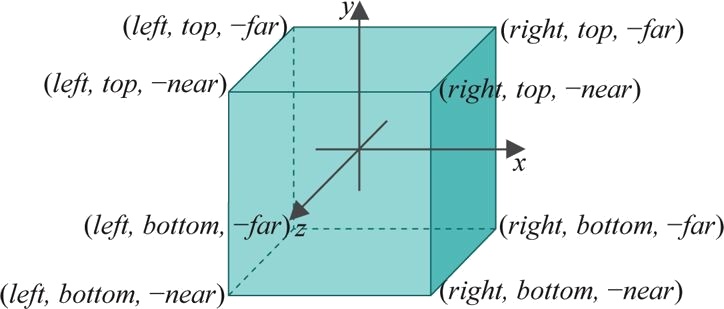 y
(left, top, −far)
(right, top, −far)
(left, top, −near)
(right, top, −near)
x
(left, bottom, −far)
z
(right, bottom, −far)
(left, bottom, −near)
(right, bottom, −near)